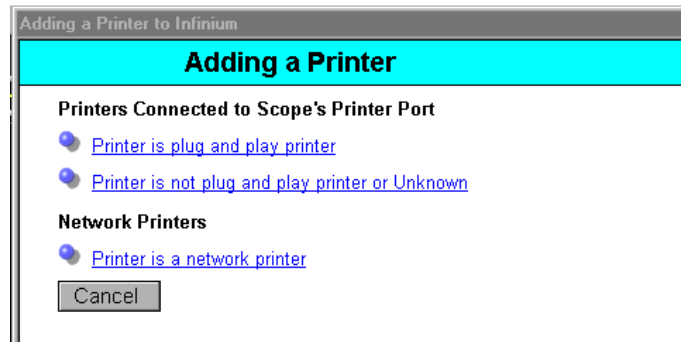 Adding a Printer to Infinium
Adding a Printer
Printers Connected to Scope's Printer Port
Printer is plug and play printer
Printer is not plug and play printer or Unknown
Network Printers
Printer is a network printer
Cancel